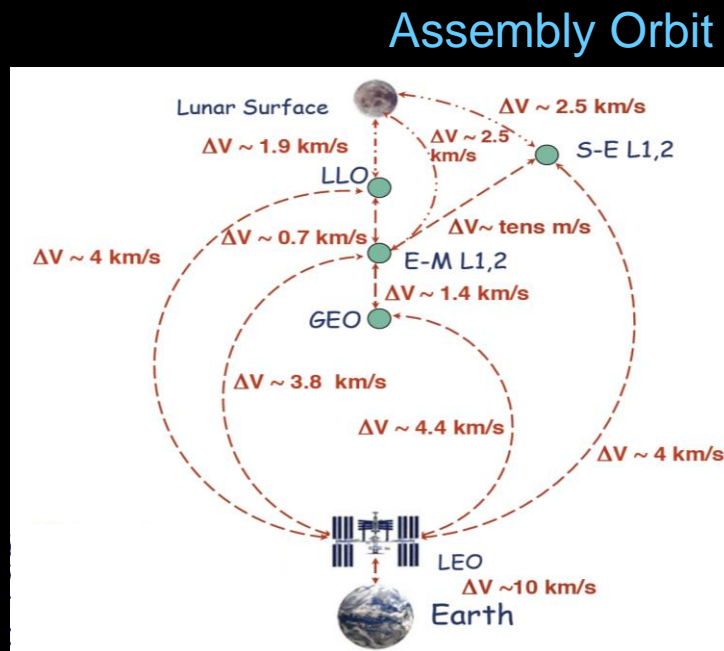 Assembly Orbit
Lunar Surface
ΔV ~ 2.5 km/s
ΔV ~ 2.5
km/s
ΔV ~ 1.9 km/s
S-E L1,2
LLO
ΔV ~ 0.7 km/s
ΔV~ tens m/s
ΔV ~ 4 km/s
E-M L1,2
ΔV ~ 1.4 km/s
GEO
ΔV ~ 3.8 km/s
ΔV ~ 4.4 km/s
ΔV ~ 4 km/s
LEO
ΔV ~10 km/s
Earth